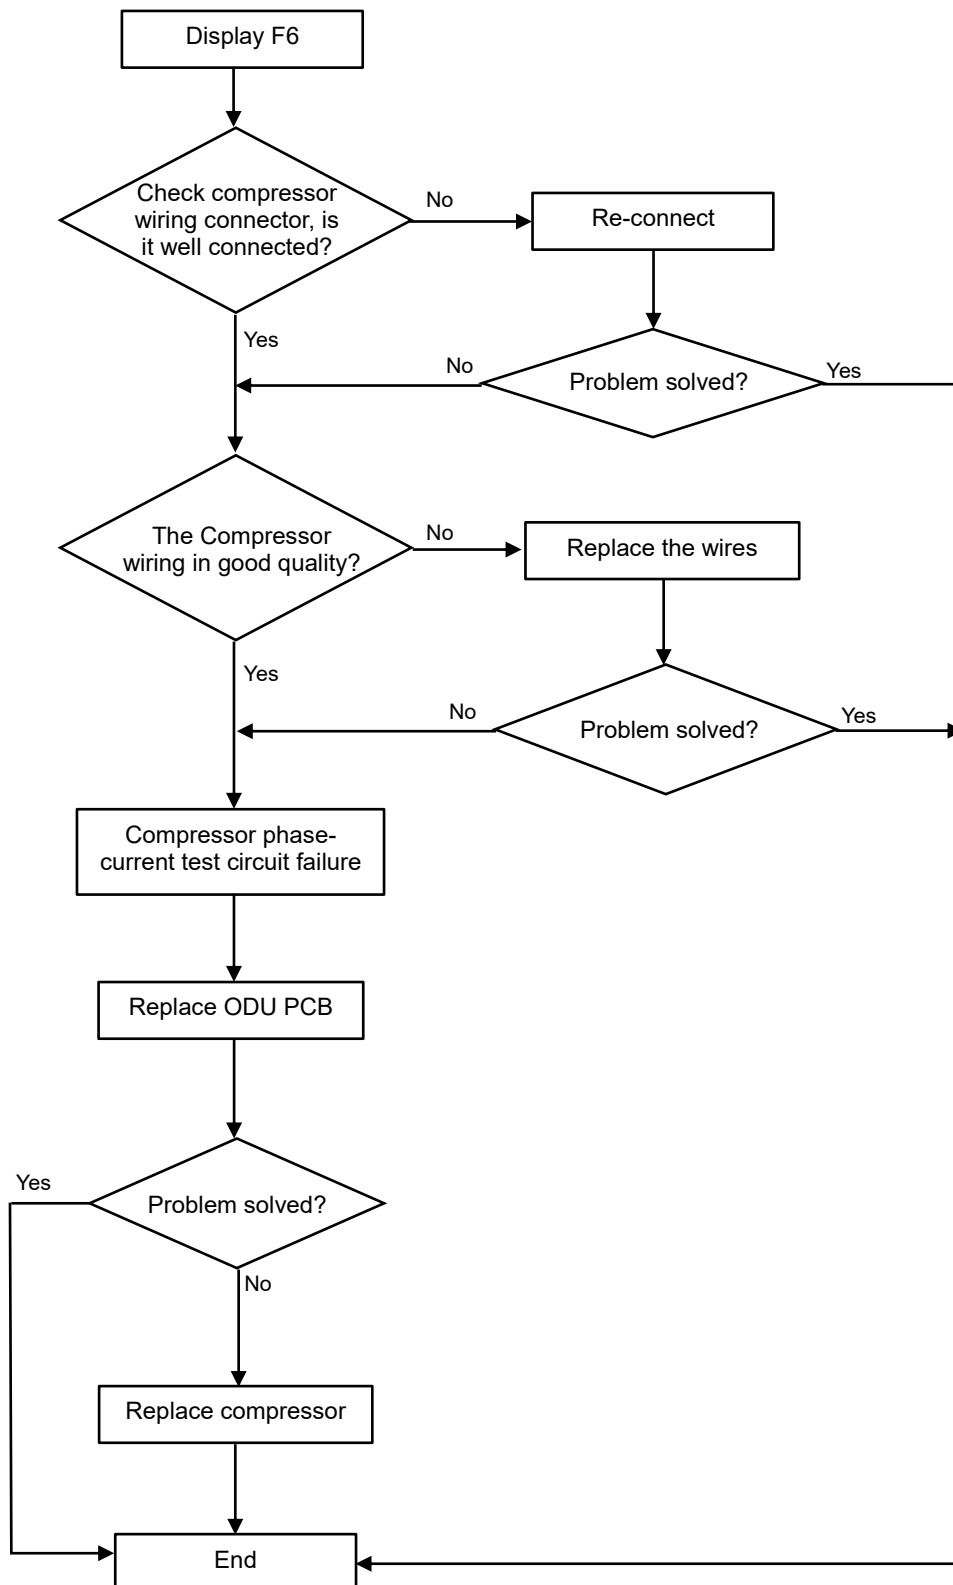 Display F6
Check compressor
wiring connector, is
it well connected?
No
Re-connect
Yes
No
Problem solved?
Yes
The Compressor
wiring in good quality?
No
Replace the wires
Yes
No
Problem solved?
Yes
Compressor phase-
current test circuit failure
Replace ODU PCB
Yes
Problem solved?
No
Replace compressor
End